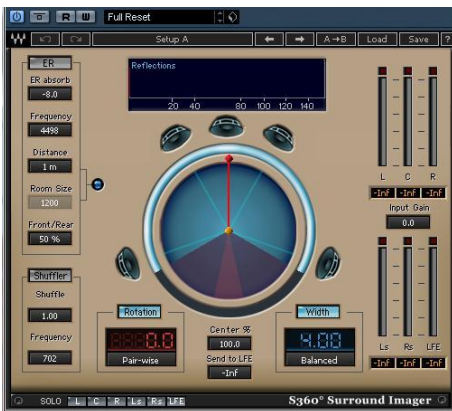 R W Full Reset
Setup A A→B Load Save ?
ER
ER absorb
-8.0
Frequency
4498
Distance
1 m
Room Size
1200
Front/Rear
50 %
Shuffler
Shuffle
1.00
Frequency
702
Reflections
20 40 80 100 120 140
L C R
-Inf -Inf -Inf
Input Gain
0.0
Ls Rs LFE
-Inf -Inf -Inf
Rotation
0.0
Pair-wise
Center %
100.0
Send to LFE
-Inf
Width
4.00
Balanced
SOLO L C R Ls Rs LFE
S360° Surround Imager